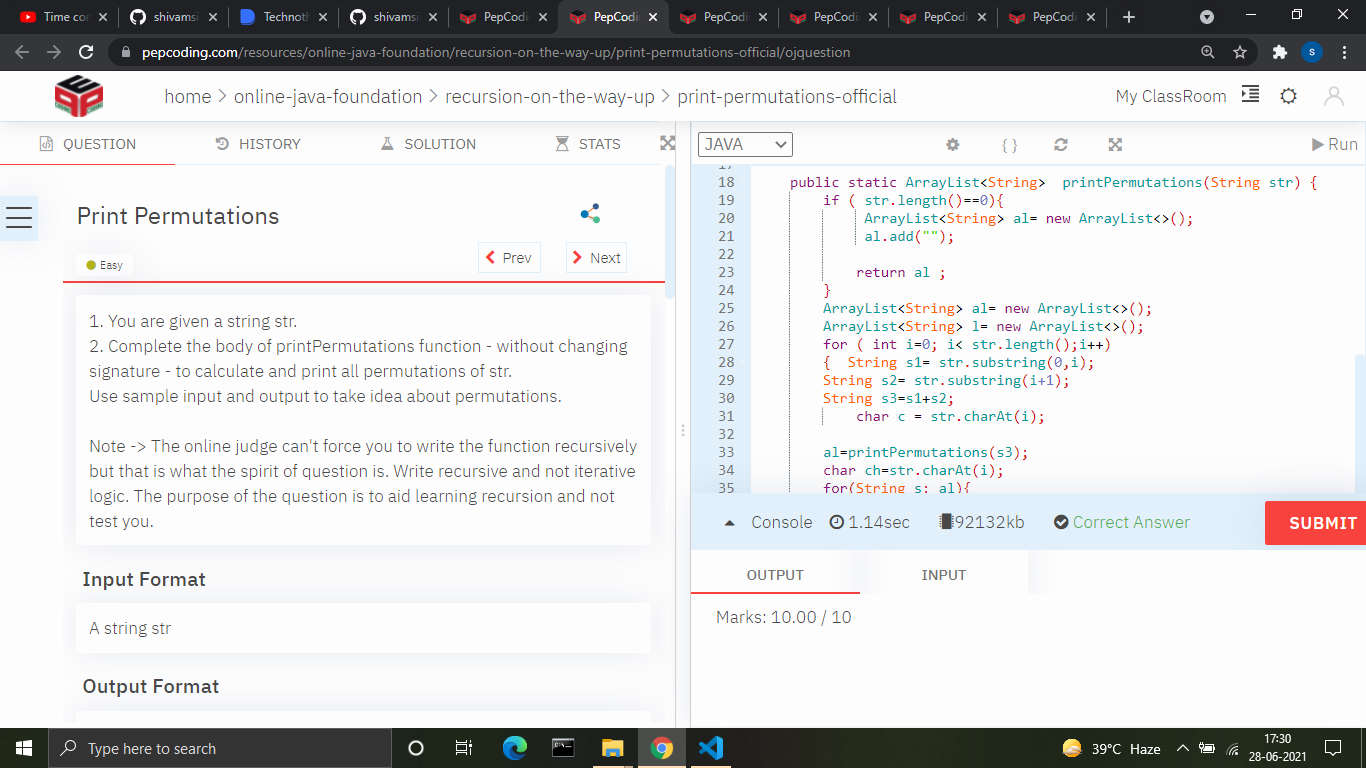 Time co
shivamsi
Technoth
shivamsi
PepCodi
PepCodi
PepCodi
PepCodi
PepCodi
PepCodi
pepcoding.com/resources/online-java-foundation/recursion-on-the-way-up/print-permutations-official/ojquestion
S
home > online-java-foundation > recursion-on-the-way-up > print-permutations-official
My ClassRoom
QUESTION
HISTORY
SOLUTION
STATS
JAVA
{ }
Run
Print Permutations
Prev
Next
Easy
1. You are given a string str.
2. Complete the body of printPermutations function - without changing
signature - to calculate and print all permutations of str.
Use sample input and output to take idea about permutations.
Note -> The online judge can't force you to write the function recursively
but that is what the spirit of question is. Write recursive and not iterative
logic. The purpose of the question is to aid learning recursion and not
test you.
Input Format
A string str
Output Format
17
18 public static ArrayList<String> printPermutations(String str) {
19 if ( str.length()==0){
20 ArrayList<String> al= new ArrayList<>();
21 al.add("");
22
23 return al ;
24 }
25 ArrayList<String> al= new ArrayList<>();
26 ArrayList<String> l= new ArrayList<>();
27 for ( int i=0; i< str.length();i++)
28 { String s1= str.substring(0,i);
29 String s2= str.substring(i+1);
30 String s3=s1+s2;
31 char c = str.charAt(i);
32
33 al=printPermutations(s3);
34 char ch=str.charAt(i);
35 for(String s: al){
Console
1.14sec
92132kb
Correct Answer
SUBMIT
OUTPUT
INPUT
Marks: 10.00 / 10
Type here to search
39°C Haze
17:30
28-06-2021